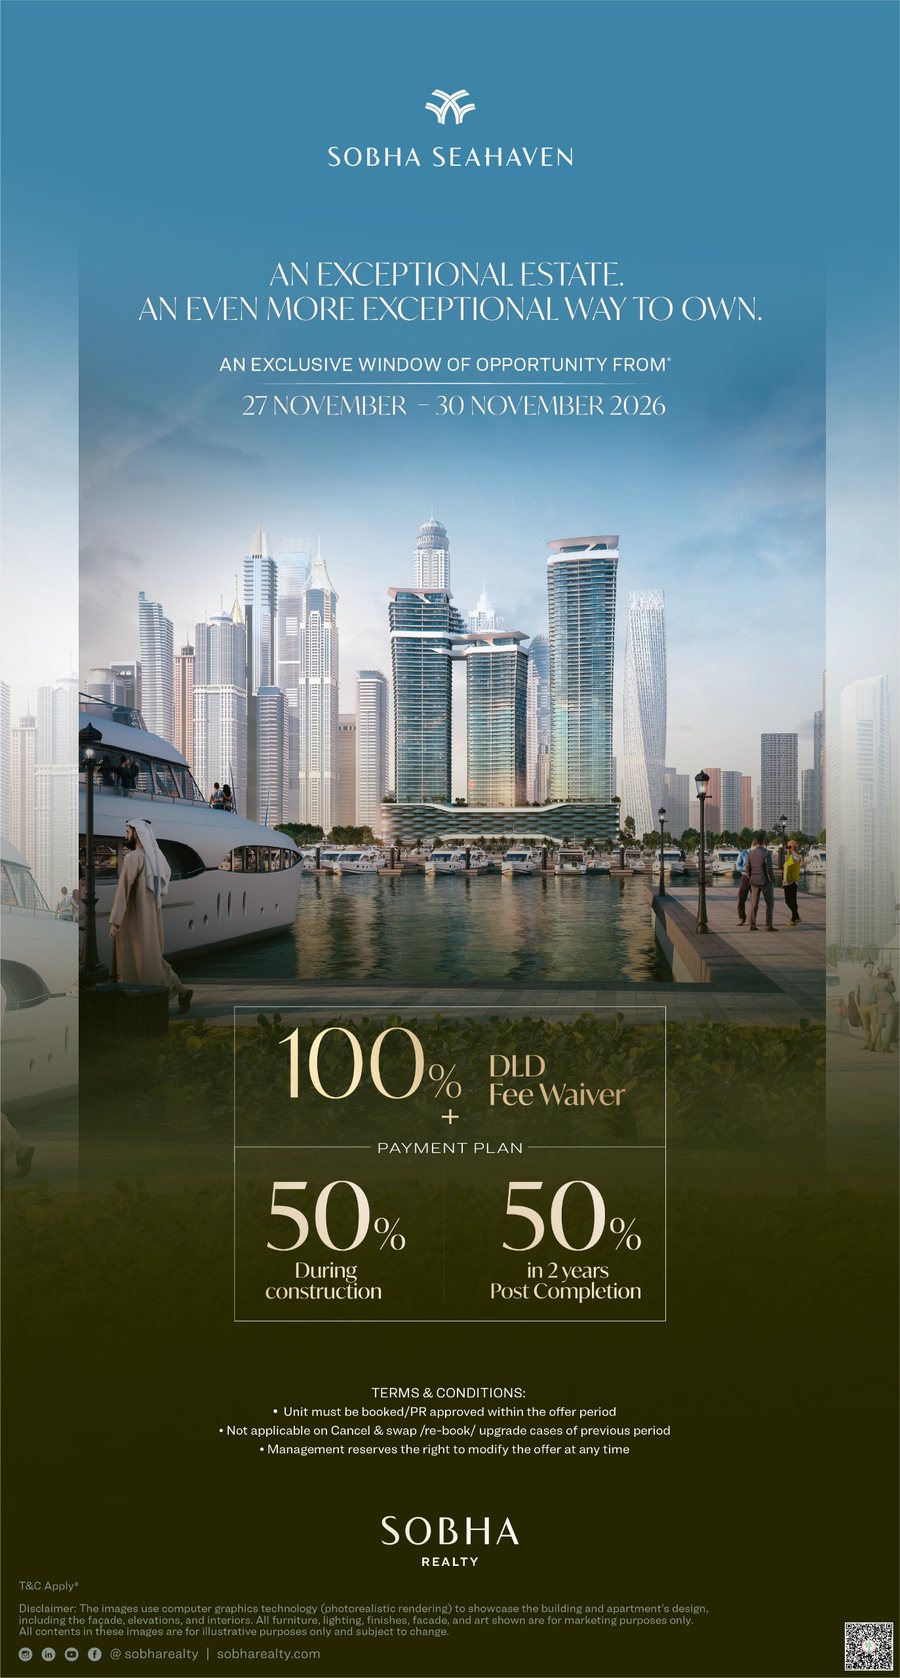 SOBHA SEAHAVEN
AN EXCEPTIONAL ESTATE.
AN EVEN MORE EXCEPTIONAL WAY TO OWN.
AN EXCLUSIVE WINDOW OF OPPORTUNITY FROM*
27 NOVEMBER – 30 NOVEMBER 2026
100% DLD
Fee Waiver
+
PAYMENT PLAN
50%
During
construction
50%
in 2 years
Post Completion
TERMS & CONDITIONS:
• Unit must be booked/PR approved within the offer period
• Not applicable on Cancel & swap /re-book/ upgrade cases of previous period
• Management reserves the right to modify the offer at any time
SOBHA
REALTY
T&C Apply*
Disclaimer: The images use computer graphics technology (photorealistic rendering) to showcase the building and apartment's design,
including the façade, elevations, and interiors. All furniture, lighting, finishes, facade, and art shown are for marketing purposes only.
All contents in these images are for illustrative purposes only and subject to change.
@sobharealty | sobharealty.com